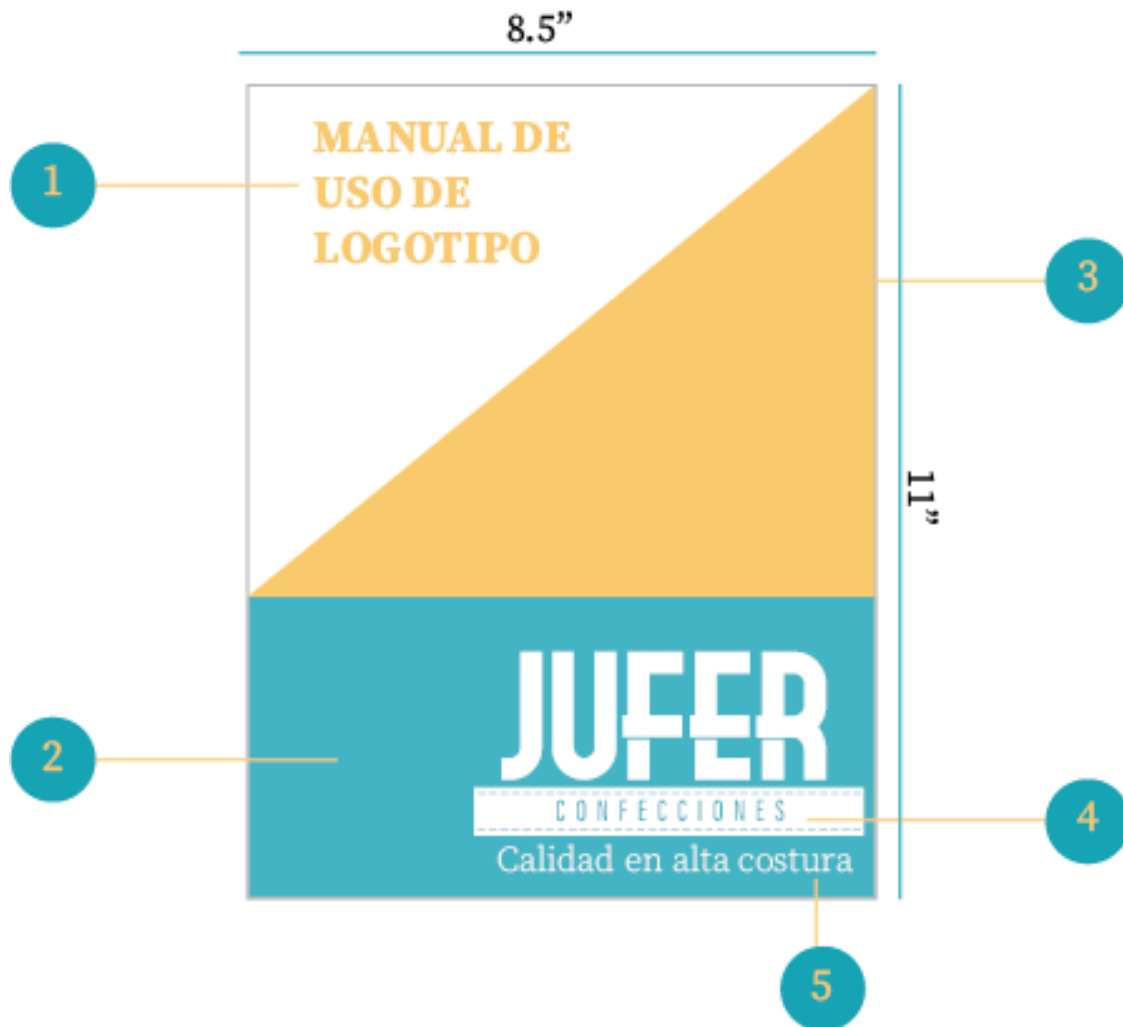 8.5”
MANUAL DE
USO DE
LOGOTIPO
1
3
11”
JUFER
2
CONFECCIONES
4
Calidad en alta costura
5